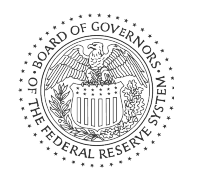 BOARD OF GOVERNORS
OF THE FEDERAL RESERVE SYSTEM